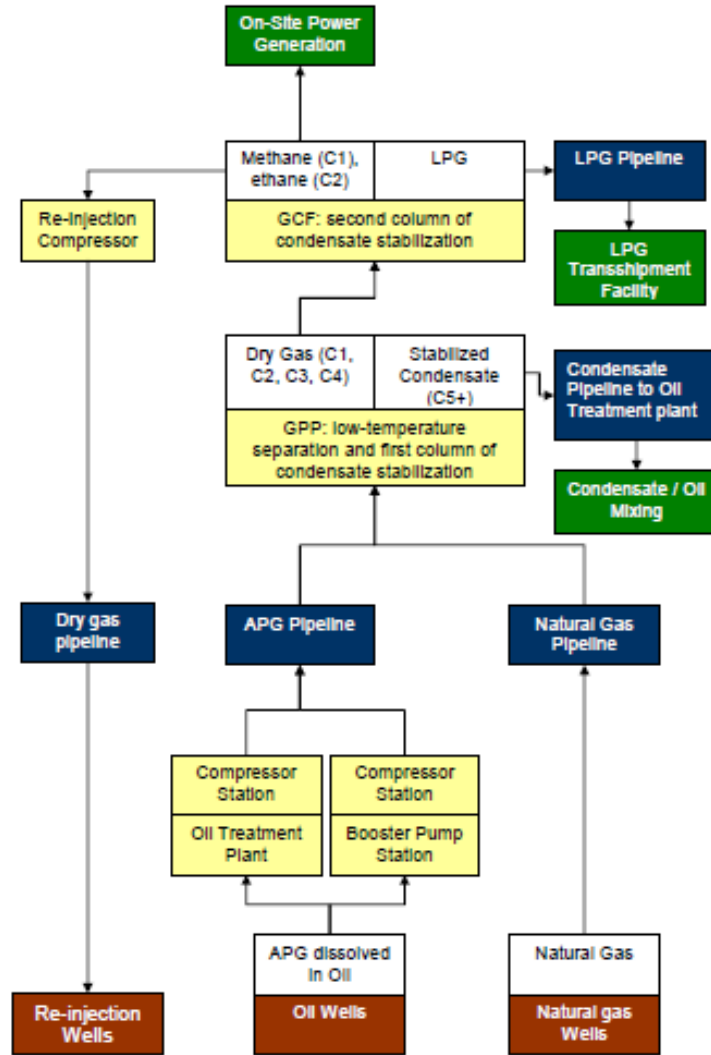 On-Site Power
Generation
Methane (C1),
ethane (C2)
LPG
LPG Pipeline
Re-injection
Compressor
GCF: second column of
condensate stabilization
LPG
Transshipment
Facility
Dry Gas (C1,
C2, C3, C4)
Stabilized
Condensate
(C5+)
Condensate
Pipeline to Oil
Treatment plant
GPP: low-temperature
separation and first column of
condensate stabilization
Condensate / Oil
Mixing
Dry gas
pipeline
APG Pipeline
Natural Gas
Pipeline
Compressor
Station
Compressor
Station
Oil Treatment
Plant
Booster Pump
Station
APG dissolved
in Oil
Natural Gas
Re-injection
Wells
Oil Wells
Natural gas
Wells